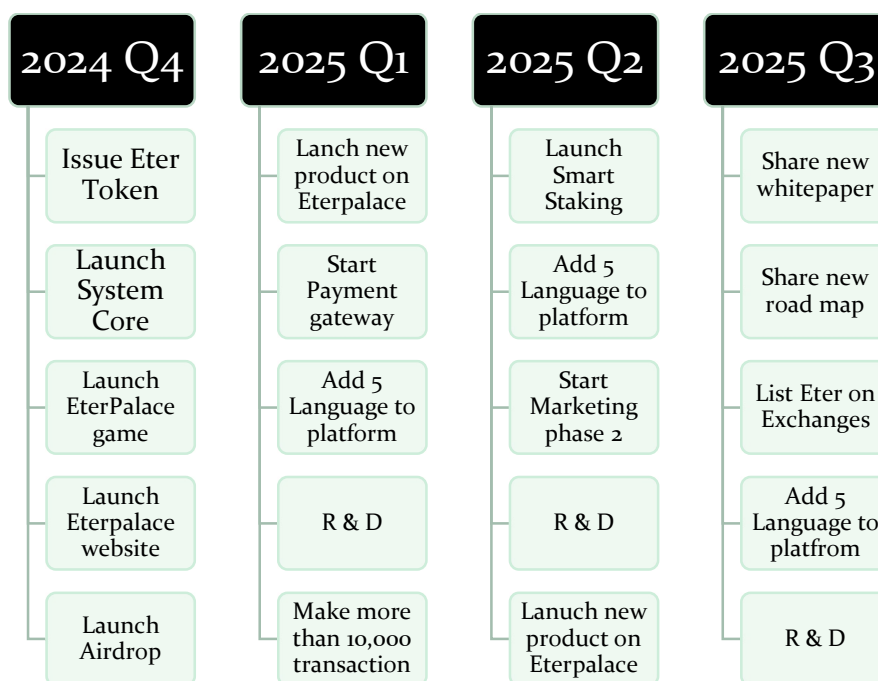 2024 Q4
Issue Eter
Token
Launch
System
Core
Launch
EterPalace
game
Launch
Eterpalace
website
Launch
Airdrop
2025 Q1
Lanch new
product on
Eterpalace
Start
Payment
gateway
Add 5
Language to
platform
R & D
Make more
than 10,000
transaction
2025 Q2
Launch
Smart
Staking
Add 5
Language to
platform
Start
Marketing
phase 2
R & D
Lanuch new
product on
Eterpalace
2025 Q3
Share new
whitepaper
Share new
road map
List Eter on
Exchanges
Add 5
Language to
platfrom
R & D